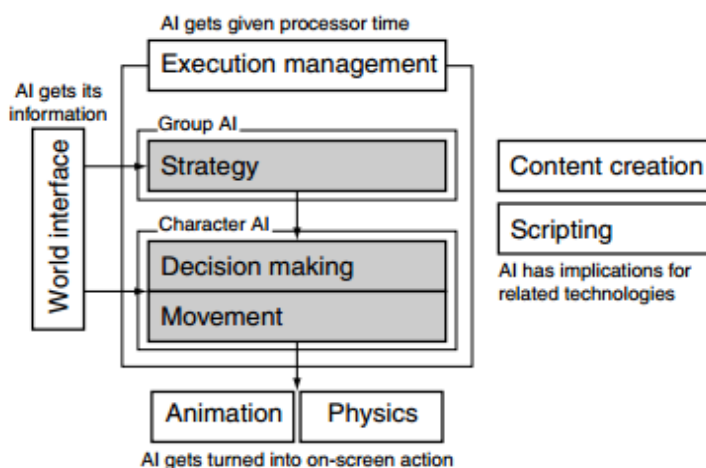 AI gets given processor time
Execution management
AI gets its
information
World interface
Group AI
Strategy
Character AI
Decision making
Movement
Animation
Physics
AI gets turned into on-screen action
Content creation
Scripting
AI has implications for
related technologies